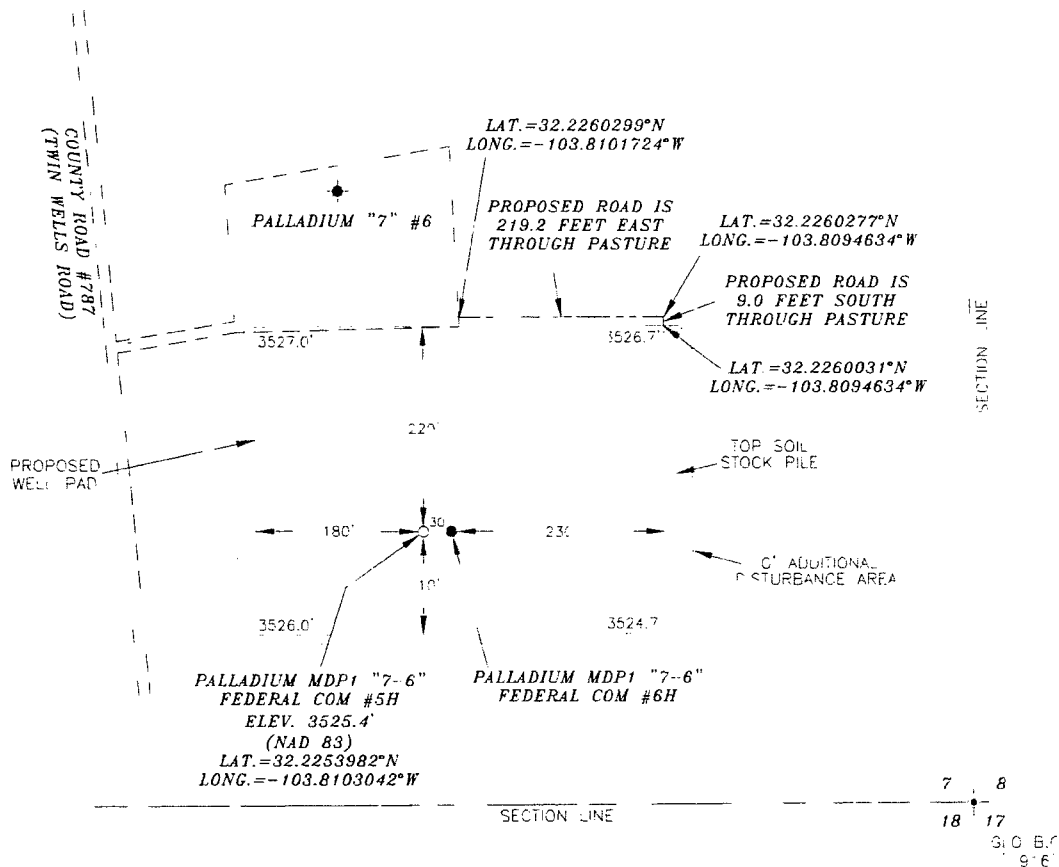 COUNTY ROAD #787
(TWIN WELLS ROAD)
LAT.=32.2260299°N
LONG.=-103.8101724°W
PALLADIUM "7" #6
PROPOSED ROAD IS
219.2 FEET EAST
THROUGH PASTURE
LAT.=32.2260277°N
LONG.=-103.8094634°W
PROPOSED ROAD IS
9.0 FEET SOUTH
THROUGH PASTURE
SECTION LINE
3527.0'
3526.7'
LAT.=32.2260031°N
LONG.=-103.8094634°W
220'
PROPOSED
WELL PAD
TOP SOIL
STOCK PILE
180'
30
ADDITIONAL
DISTURBANCE AREA
10'
3526.0'
3524.7
PALLADIUM MDP1 "7-6"
FEDERAL COM #5H
ELEV. 3525.4'
(NAD 83)
LAT.=32.2253982°N
LONG.=-103.8103042°W
PALLADIUM MDP1 "7-6"
FEDERAL COM #6H
SECTION LINE
7 8
18 17